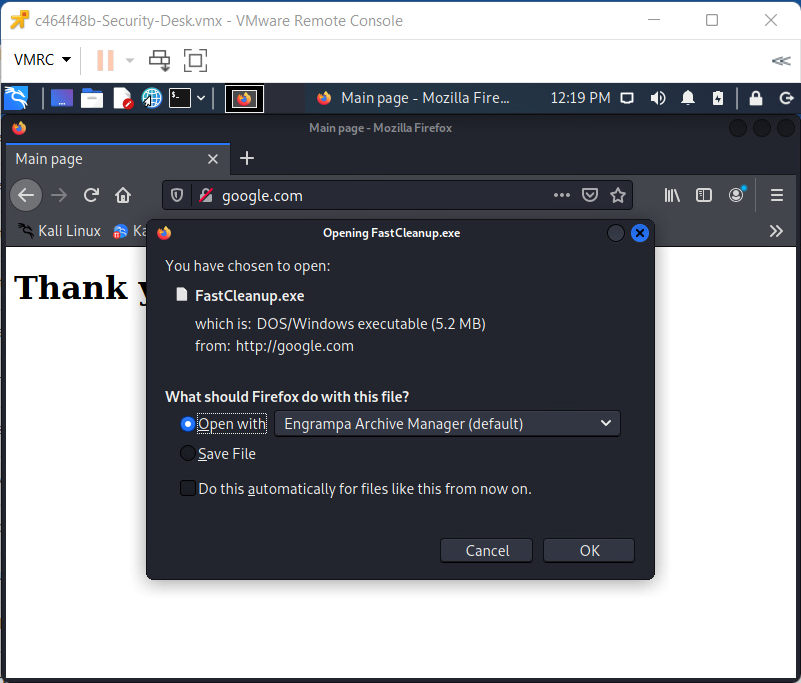 c464f48b-Security-Desk.vmx - VMware Remote Console
VMRC
Main page - Mozilla Fire... 12:19 PM
Main page - Mozilla Firefox
Main page
google.com
Kali Linux Ka
Opening FastCleanup.exe
Thank y
You have chosen to open:
FastCleanup.exe
which is: DOS/Windows executable (5.2 MB)
from: http://google.com
What should Firefox do with this file?
Open with Engrampa Archive Manager (default)
Save File
Do this automatically for files like this from now on.
Cancel OK